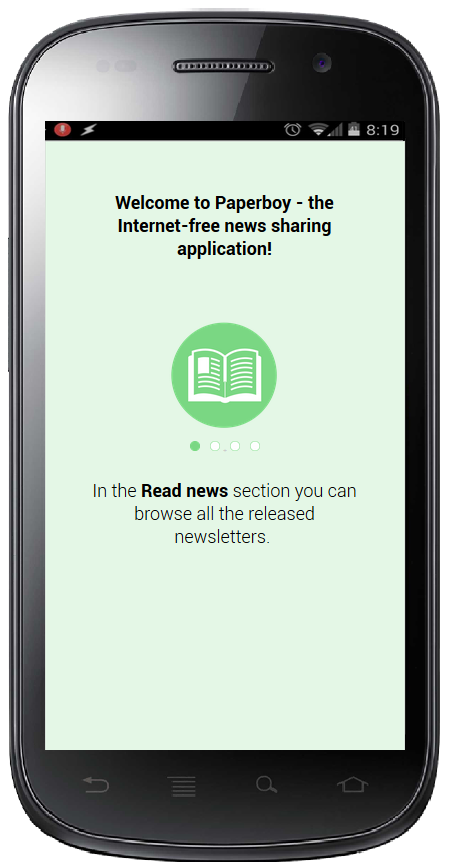 8:19
Welcome to Paperboy - the
Internet-free news sharing
application!
In the Read news section you can
browse all the released
newsletters.